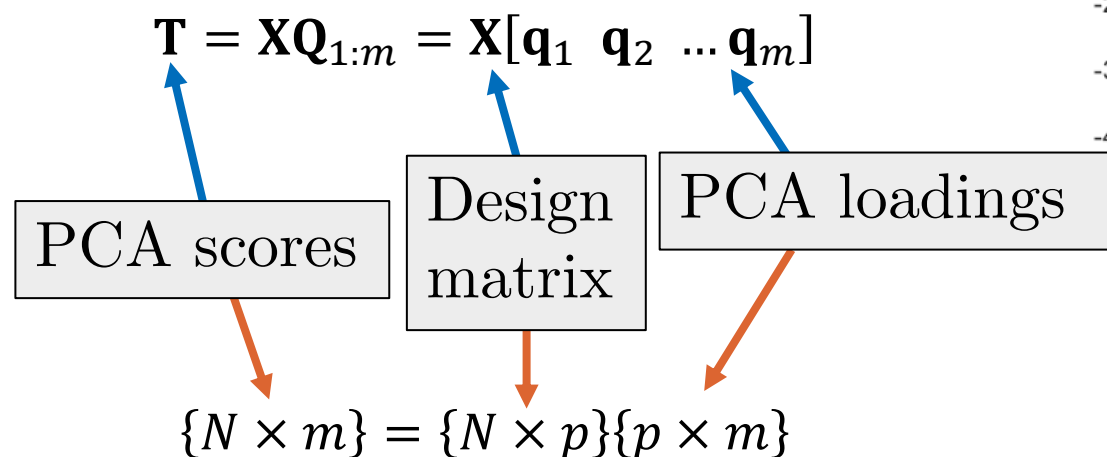 T = XQ₁:ₘ = X[q₁ q₂ … qₘ]
PCA scores
Design
matrix
PCA loadings
{N × m} = {N × p}{p × m}